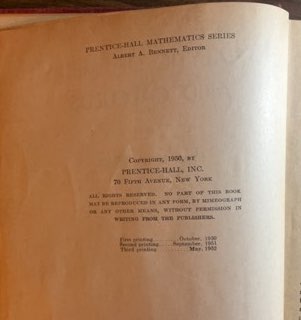 PRENTICE-HALL MATHEMATICS SERIES
ALBERT A. BENNETT, EDITOR
COPYRIGHT, 1950, BY
PRENTICE-HALL, INC.
70 FIFTH AVENUE, NEW YORK
ALL RIGHTS RESERVED. NO PART OF THIS BOOK
MAY BE REPRODUCED IN ANY FORM, BY MIMEOGRAPH
OR ANY OTHER MEANS, WITHOUT PERMISSION IN
WRITING FROM THE PUBLISHERS.
First printing......October, 1950
Second printing.....September, 1951
Third printing......May, 1952